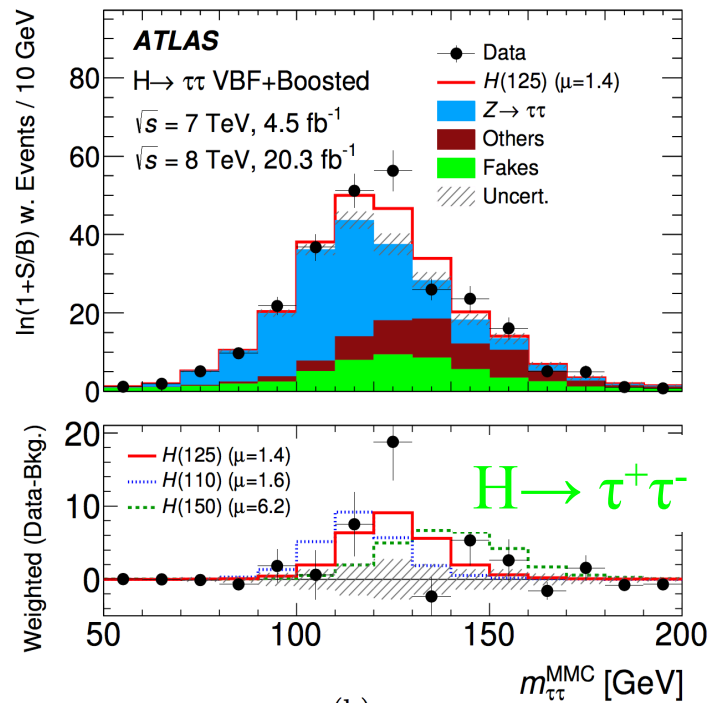 ATLAS
H→ ττ VBF+Boosted
√s = 7 TeV, 4.5 fb⁻¹
√s = 8 TeV, 20.3 fb⁻¹
Data
H(125) (μ=1.4)
Z→ ττ
Others
Fakes
Uncert.
ln(1+S/B) w. Events / 10 GeV
80
60
40
20
0
20
10
0
Weighted (Data-Bkg.)
H(125) (μ=1.4)
H(110) (μ=1.6)
H(150) (μ=6.2)
H→ τ⁺τ⁻
50 100 150 200
m_ττ^MMC [GeV]